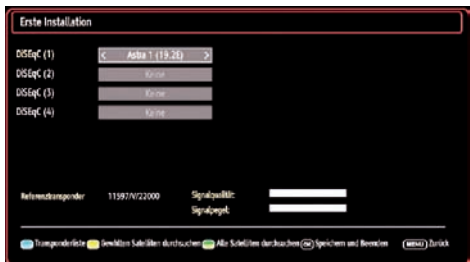 Erste Installation
DiSEqC (1) < Astra 1 (19.2E) >
DiSEqC (2) Keine
DiSEqC (3) Keine
DiSEqC (4) Keine
Referenztransponder 11597/V/22000 Signalqualität:
Signalpegel:
Transponderliste Gewählten Satelliten durchsuchen Alle Satelliten durchsuchen OK Speichern und Beenden MENU Zurück